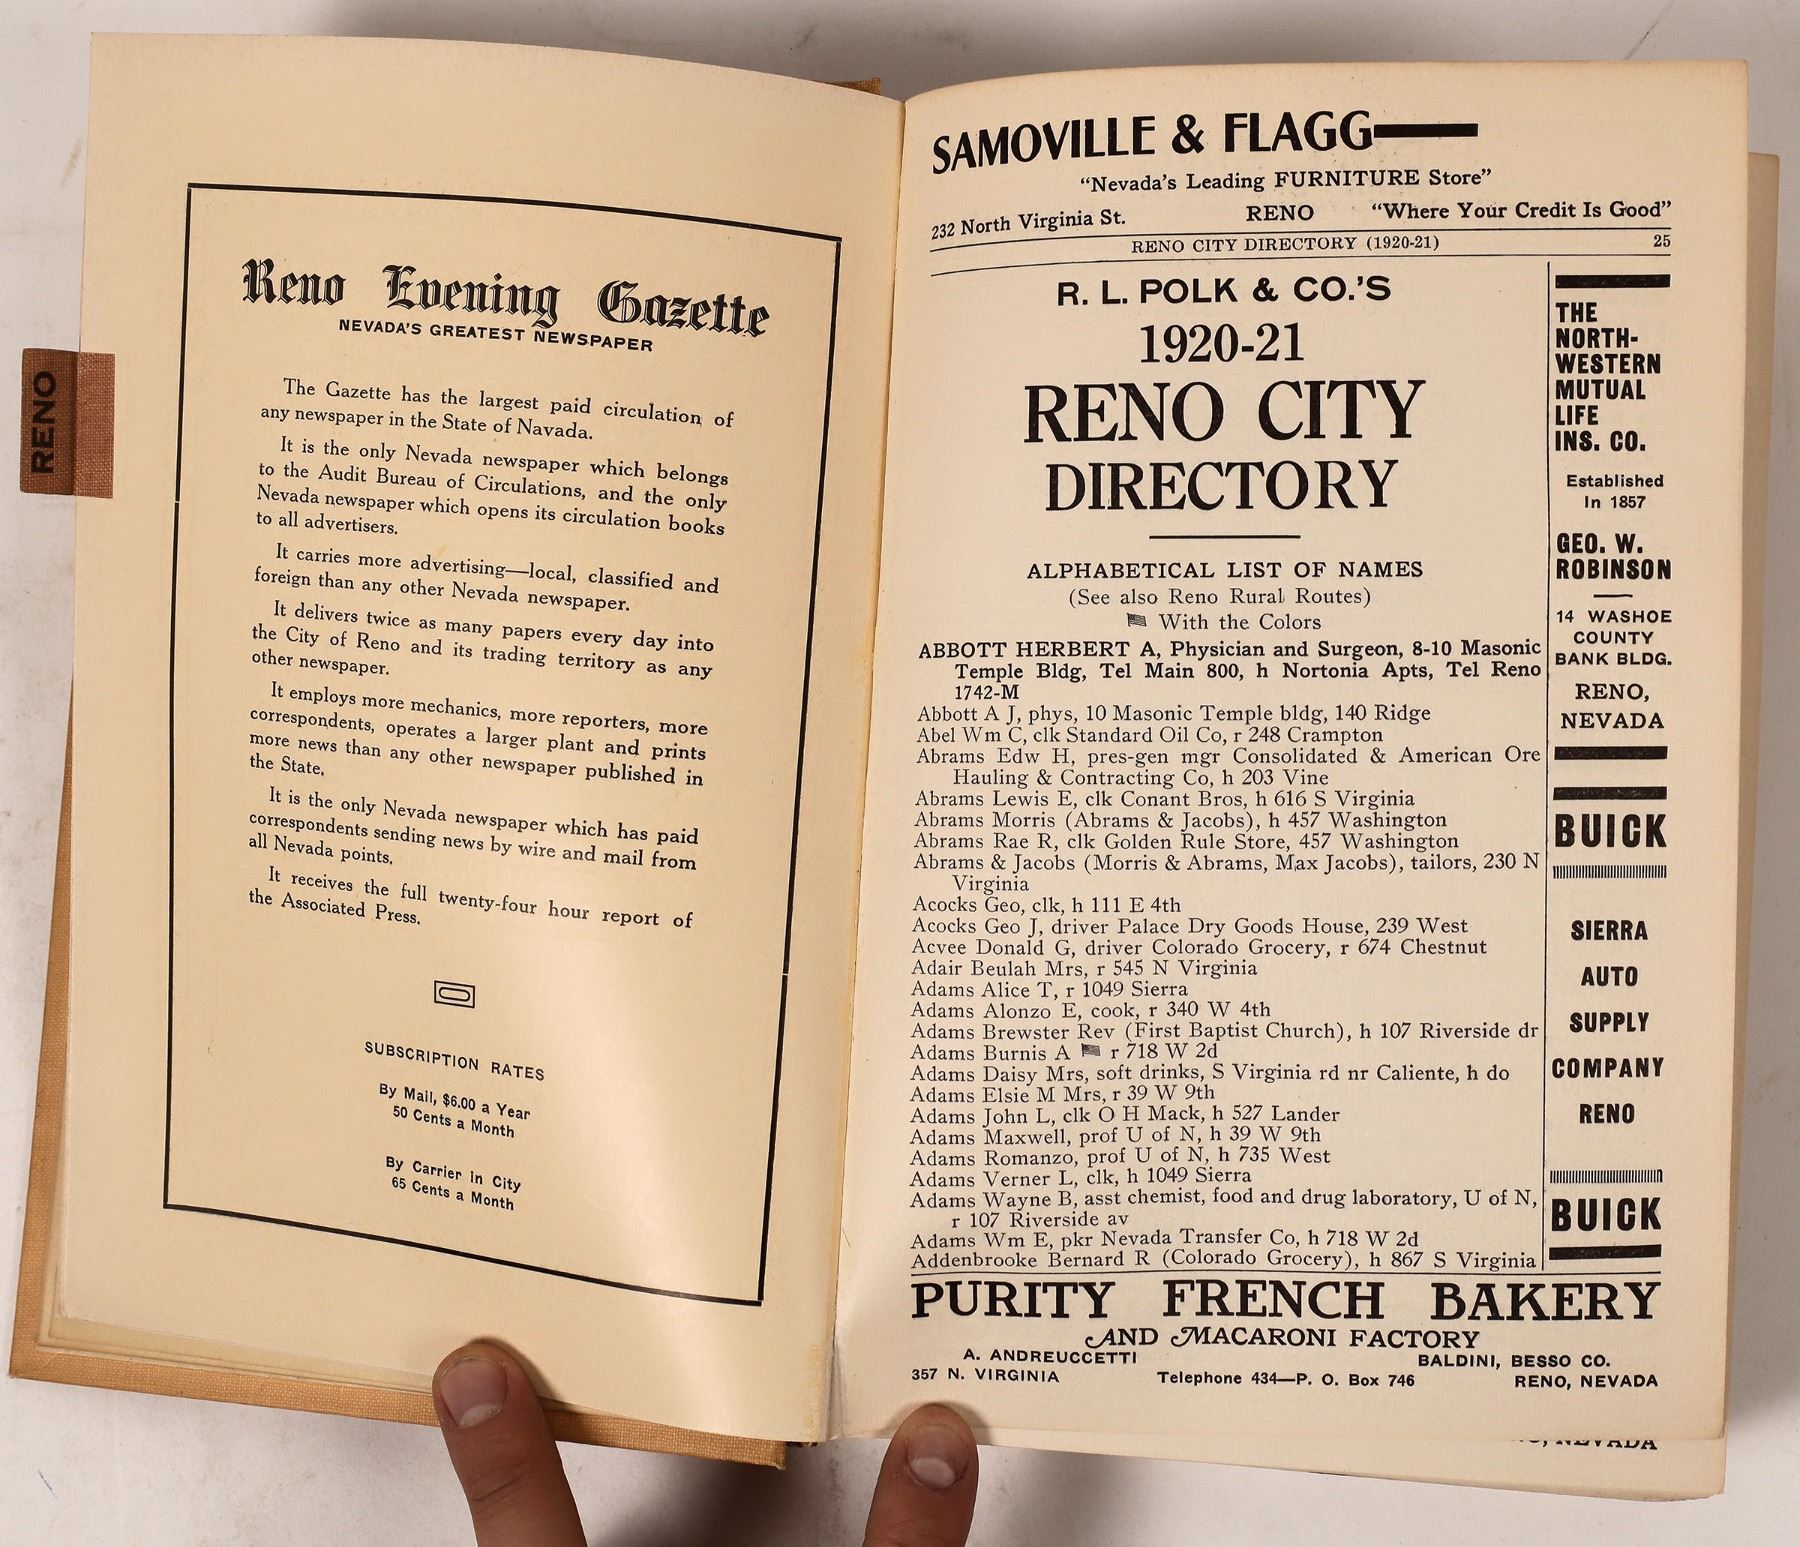 RENO
Reno Evening Gazette
NEVADA'S GREATEST NEWSPAPER
The Gazette has the largest paid circulation of
any newspaper in the State of Navada.
It is the only Nevada newspaper which belongs
to the Audit Bureau of Circulations, and the only
Nevada newspaper which opens its circulation books
to all advertisers.
It carries more advertising—local, classified and
foreign than any other Nevada newspaper.
It delivers twice as many papers every day into
the City of Reno and its trading territory as any
other newspaper.
It employs more mechanics, more reporters, more
correspondents, operates a larger plant and prints
more news than any other newspaper published in
the State.
It is the only Nevada newspaper which has paid
correspondents sending news by wire and mail from
all Nevada points.
It receives the full twenty-four hour report of
the Associated Press.
SUBSCRIPTION RATES
By Mail, $6.00 a Year
50 Cents a Month
By Carrier in City
65 Cents a Month
SAMOVILLE & FLAGG
"Nevada's Leading FURNITURE Store"
232 North Virginia St. RENO "Where Your Credit Is Good"
RENO CITY DIRECTORY (1920-21) 25
R. L. POLK & CO.'S
1920-21
RENO CITY
DIRECTORY
ALPHABETICAL LIST OF NAMES
(See also Reno Rural Routes)
With the Colors
ABBOTT HERBERT A, Physician and Surgeon, 8-10 Masonic
Temple Bldg, Tel Main 800, h Nortonia Apts, Tel Reno
1742-M
Abbott A J, phys, 10 Masonic Temple bldg, 140 Ridge
Abel Wm C, clk Standard Oil Co, r 248 Crampton
Abrams Edw H, pres-gen mgr Consolidated & American Ore
Hauling & Contracting Co, h 203 Vine
Abrams Lewis E, clk Conant Bros, h 616 S Virginia
Abrams Morris (Abrams & Jacobs), h 457 Washington
Abrams Rae R, clk Golden Rule Store, 457 Washington
Abrams & Jacobs (Morris & Abrams, Max Jacobs), tailors, 230 N
Virginia
Acocks Geo, clk, h 111 E 4th
Acocks Geo J, driver Palace Dry Goods House, 239 West
Acvee Donald G, driver Colorado Grocery, r 674 Chestnut
Adair Beulah Mrs, r 545 N Virginia
Adams Alice T, r 1049 Sierra
Adams Alonzo E, cook, r 340 W 4th
Adams Brewster Rev (First Baptist Church), h 107 Riverside dr
Adams Burnis A r 718 W 2d
Adams Daisy Mrs, soft drinks, S Virginia rd nr Caliente, h do
Adams Elsie M Mrs, r 39 W 9th
Adams John L, clk O H Mack, h 527 Lander
Adams Maxwell, prof U of N, h 39 W 9th
Adams Romanzo, prof U of N, h 735 West
Adams Verner L, clk, h 1049 Sierra
Adams Wayne B, asst chemist, food and drug laboratory, U of N,
r 107 Riverside av
Adams Wm E, pkr Nevada Transfer Co, h 718 W 2d
Addenbrooke Bernard R (Colorado Grocery), h 867 S Virginia
THE
NORTH-
WESTERN
MUTUAL
LIFE
INS. CO.
Established
In 1857
GEO. W.
ROBINSON
14 WASHOE
COUNTY
BANK BLDG.
RENO,
NEVADA
BUICK
SIERRA
AUTO
SUPPLY
COMPANY
RENO
BUICK
PURITY FRENCH BAKERY
AND MACARONI FACTORY
A. ANDREUCCETTI BALDINI, BESSO CO.
357 N. VIRGINIA Telephone 434—P. O. Box 746 RENO, NEVADA
NEVADA